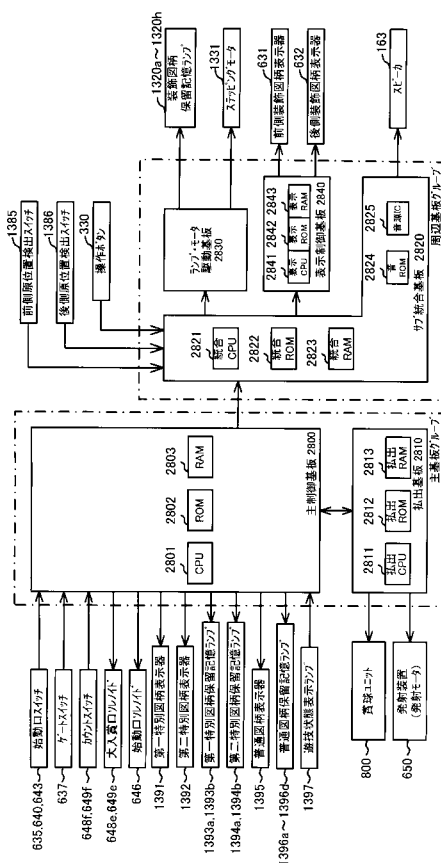 635,640,643 始動口スイッチ
637 ゲートスイッチ
648f,649f カウントスイッチ
648e,649e 大入賞口ソレノイド
646 始動口ソレノイド
1391 第一特別図柄表示器
1392 第二特別図柄表示器
1393a,1393b 第一特別図柄保留記憶ランプ
1394a,1394b 第二特別図柄保留記憶ランプ
1395 普通図柄表示器
1396a～1396d 普通図柄保留記憶ランプ
1397 遊技状態表示ランプ
800 賞球ユニット
650 発射装置
(発射モータ)
2801 CPU
2802 ROM
2803 RAM
主制御基板 2800
2811 払出CPU
2812 払出ROM
2813 払出RAM
払出基板 2810
主基板グループ
前側原位置検出スイッチ 1385
後側原位置検出スイッチ 1386
操作ボタン 330
2821 統合CPU
2822 統合ROM
2823 統合RAM
2824 音ROM
2825 音源IC
サブ統合基板 2820
ランプ・モータ
駆動基板
2830
2841 表示CPU
2842 表示ROM
2843 表示RAM
表示制御基板 2840
周辺基板グループ
装飾図柄
保留記憶ランプ
1320a～1320h
ステッピングモータ 1331
前側装飾図柄表示器 631
後側装飾図柄表示器 632
スピーカ 163